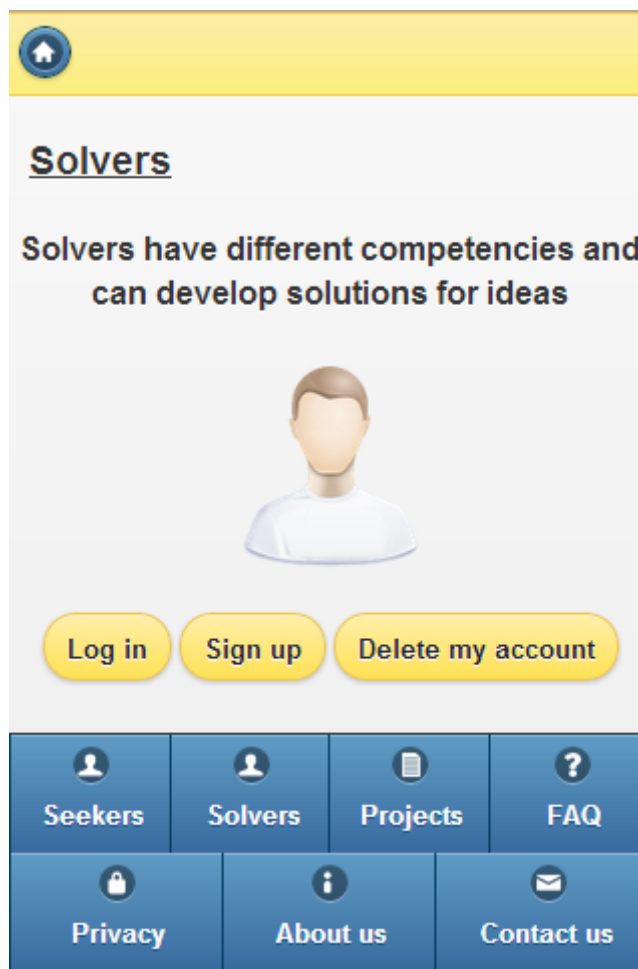 Solvers
Solvers have different competencies and
can develop solutions for ideas
Log in Sign up Delete my account
Seekers Solvers Projects FAQ
Privacy About us Contact us